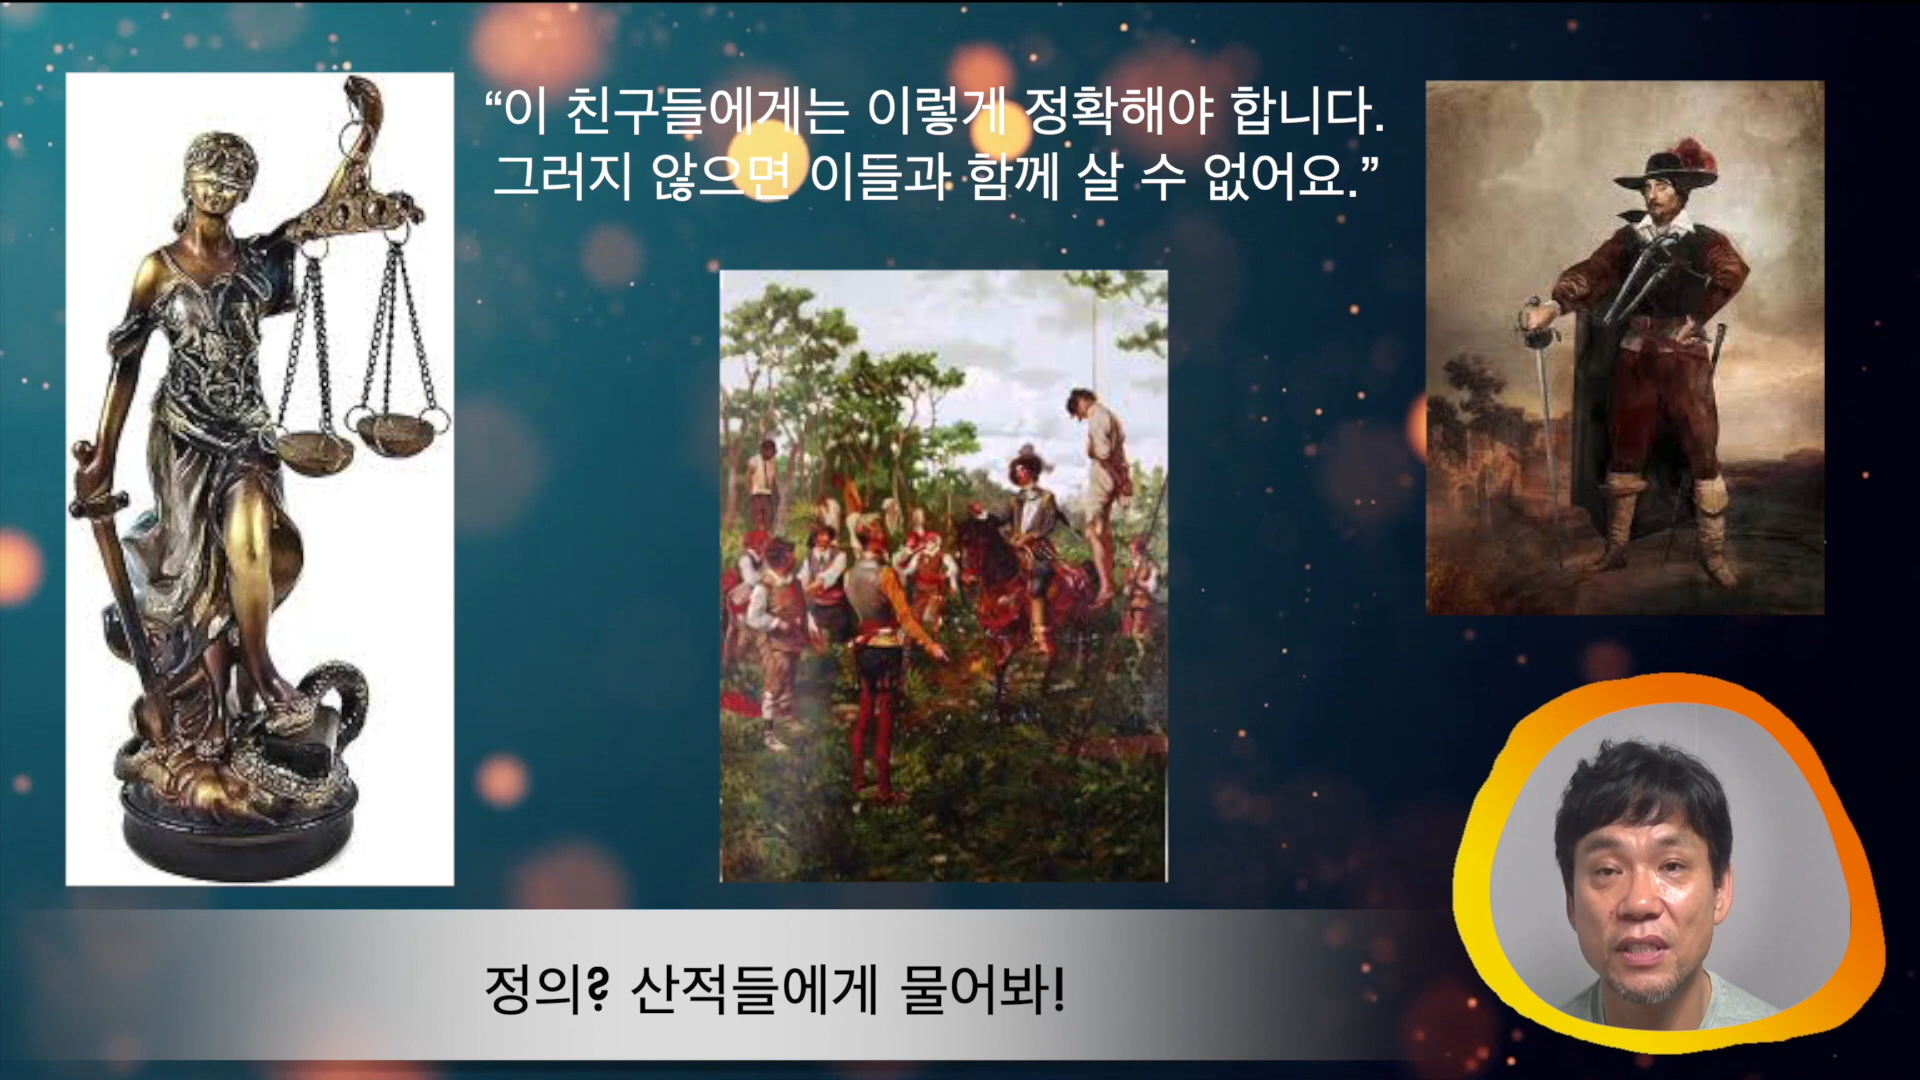 “이 친구들에게는 이렇게 정확해야 합니다.
그러지 않으면 이들과 함께 살 수 없어요.”
정의? 산적들에게 물어봐!